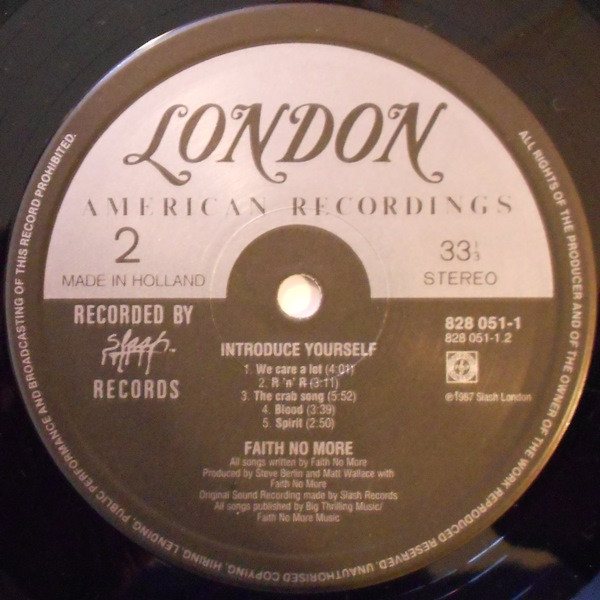 LONDON
AMERICAN RECORDINGS
2
MADE IN HOLLAND
33⅓
STEREO
RECORDED BY
slash
RECORDS
828 051-1
828 051-1.2
℗1987 Slash London
INTRODUCE YOURSELF
1. We care a lot (4:01)
2. R 'n' R (3:11)
3. The crab song (5:52)
4. Blood (3:39)
5. Spirit (2:50)
FAITH NO MORE
All songs written by Faith No More
Produced by Steve Berlin and Matt Wallace with
Faith No More
Original Sound Recording made by Slash Records
All songs published by Big Thrilling Music/
Faith No More Music
ALL RIGHTS OF THE PRODUCER AND OF THE OWNER OF THE WORK REPRODUCED RESERVED. UNAUTHORISED COPYING, HIRING, LENDING, PUBLIC PERFORMANCE AND BROADCASTING OF THIS RECORD PROHIBITED.